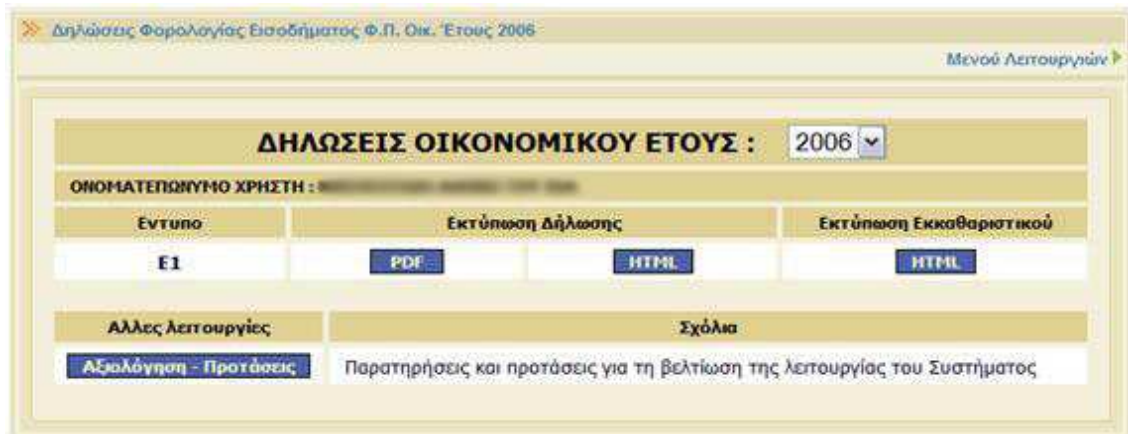 Δηλώσεις Φορολογίας Εισοδήματος Φ.Π. Οικ. Έτους 2006
Μενού Λειτουργιών
ΔΗΛΩΣΕΙΣ ΟΙΚΟΝΟΜΙΚΟΥ ΕΤΟΥΣ : 2006
ΟΝΟΜΑΤΕΠΩΝΥΜΟ ΧΡΗΣΤΗ :
Εντυπο Εκτύπωση Δήλωσης Εκτύπωση Εκκαθαριστικού
Ε1 PDF HTML HTML
Αλλες λειτουργίες Σχόλια
Αξιολόγηση - Προτάσεις Παρατηρήσεις και προτάσεις για τη βελτίωση της λειτουργίας του Συστήματος